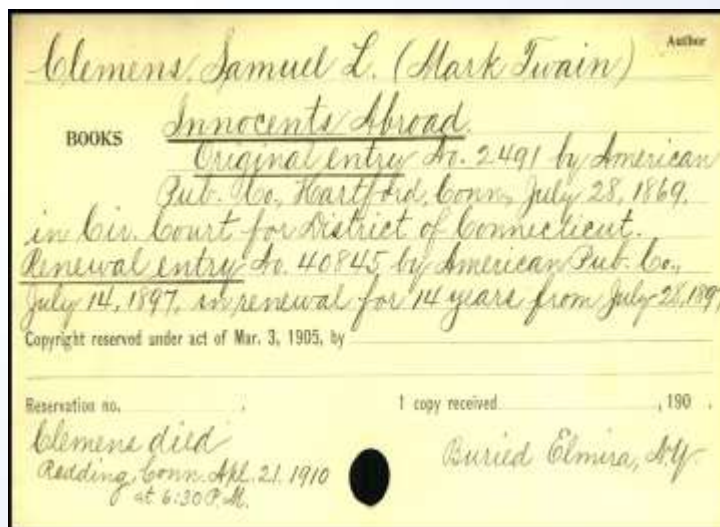 Author
Clemens, Samuel L. (Mark Twain)
BOOKS Innocents Abroad.
Original entry No. 2491 by American
Pub. Co., Hartford, Conn., July 28, 1869,
in Cir. Court for District of Connecticut.
Renewal entry No. 40845, by American Pub. Co.,
July 14, 1897, in renewal for 14 years from July 28, 1897
Copyright reserved under act of Mar. 3, 1905, by
Reservation no. . 1 copy received , 190 .
Clemens died
Redding, Conn. Apl. 21. 1910
at 6:30 P.M.
Buried Elmira, N.Y.